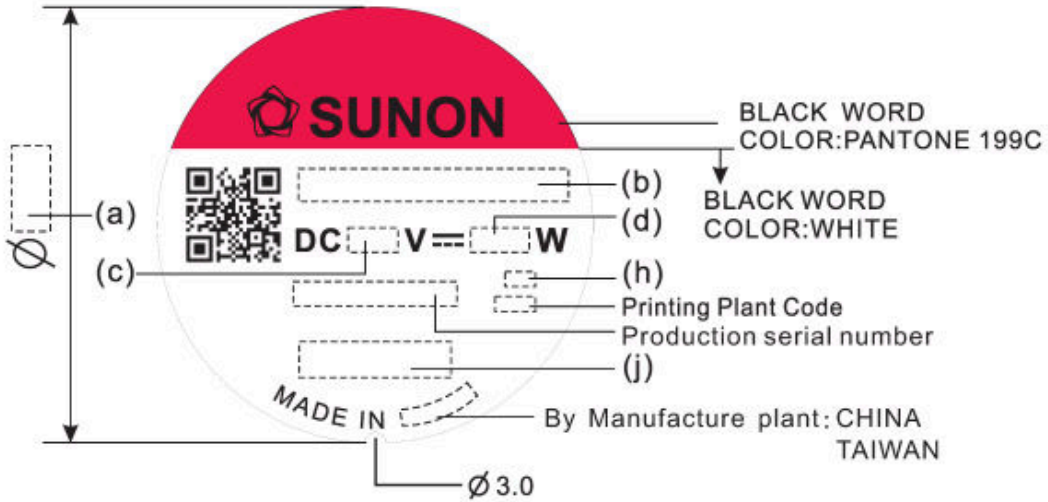 SUNON
BLACK WORD
COLOR:PANTONE 199C
(b)
BLACK WORD
COLOR:WHITE
(a)
DC V W
(d)
Ø
(c)
(h)
Printing Plant Code
Production serial number
(j)
MADE IN
By Manufacture plant: CHINA
TAIWAN
Ø 3.0